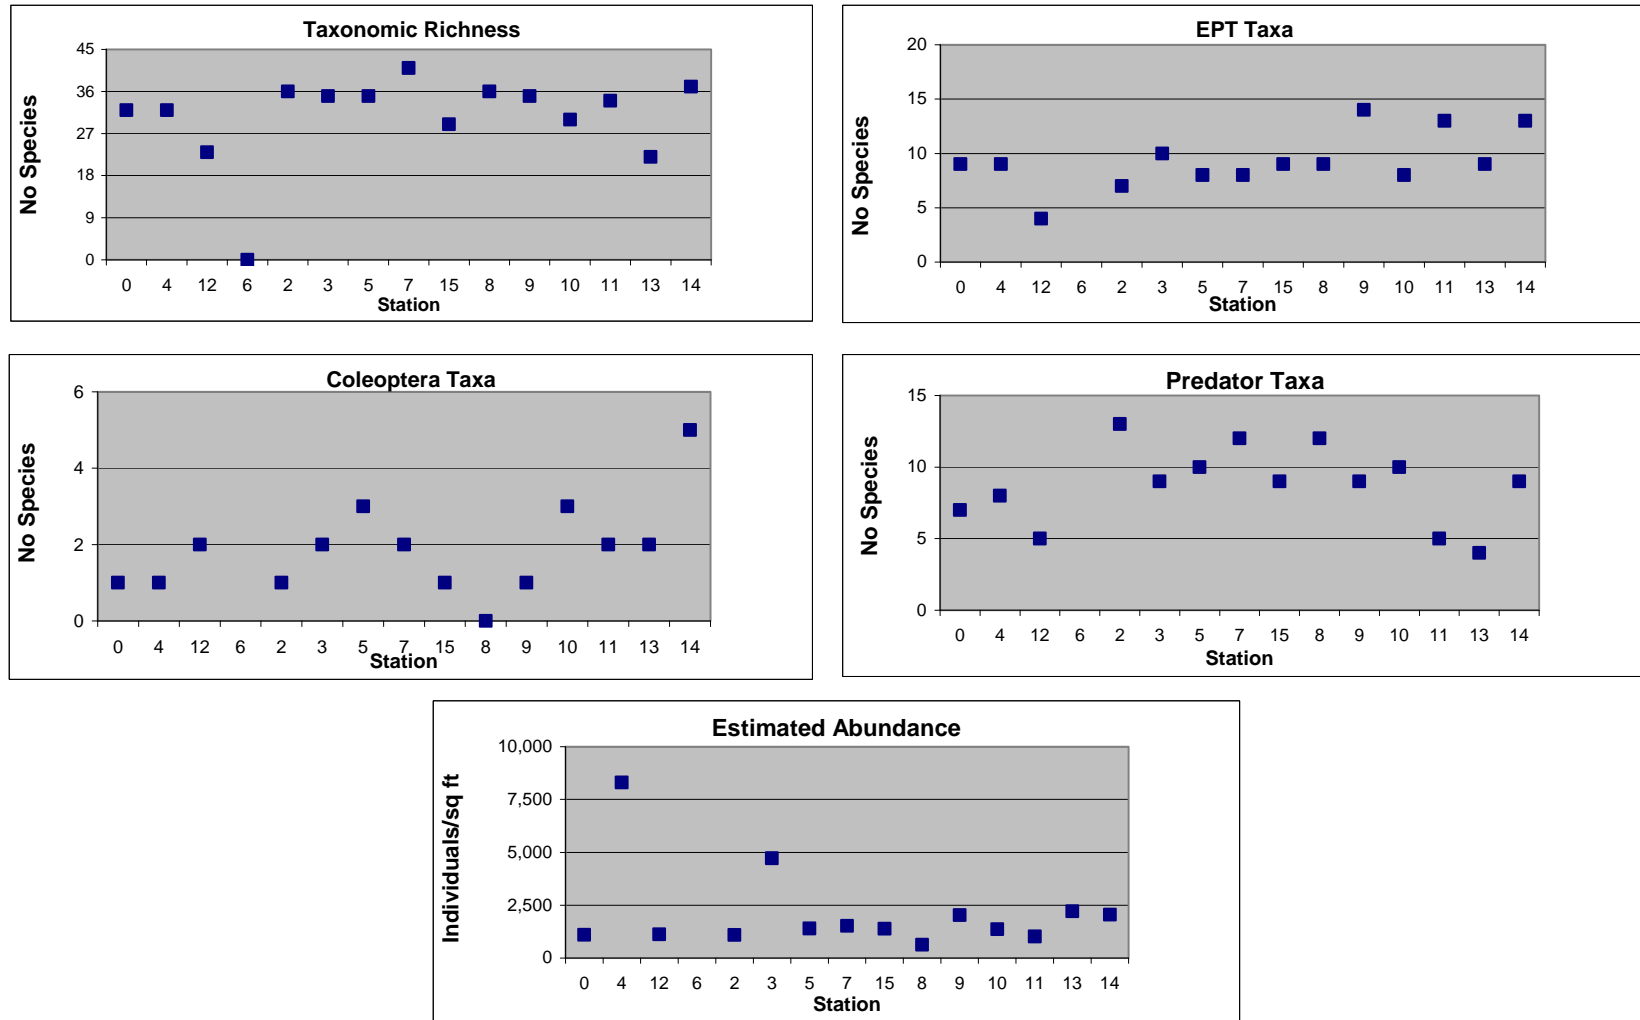 Taxonomic Richness
No Species
45
36
27
18
9
0
0 4 12 6 2 3 5 7 15 8 9 10 11 13 14
Station
EPT Taxa
No Species
20
15
10
5
0
0 4 12 6 2 3 5 7 15 8 9 10 11 13 14
Station
Coleoptera Taxa
No Species
6
4
2
0
0 4 12 6 2 3 5 7 15 8 9 10 11 13 14
Station
Predator Taxa
No Species
15
10
5
0
0 4 12 6 2 3 5 7 15 8 9 10 11 13 14
Station
Estimated Abundance
Individuals/sq ft
10,000
7,500
5,000
2,500
0
0 4 12 6 2 3 5 7 15 8 9 10 11 13 14
Station